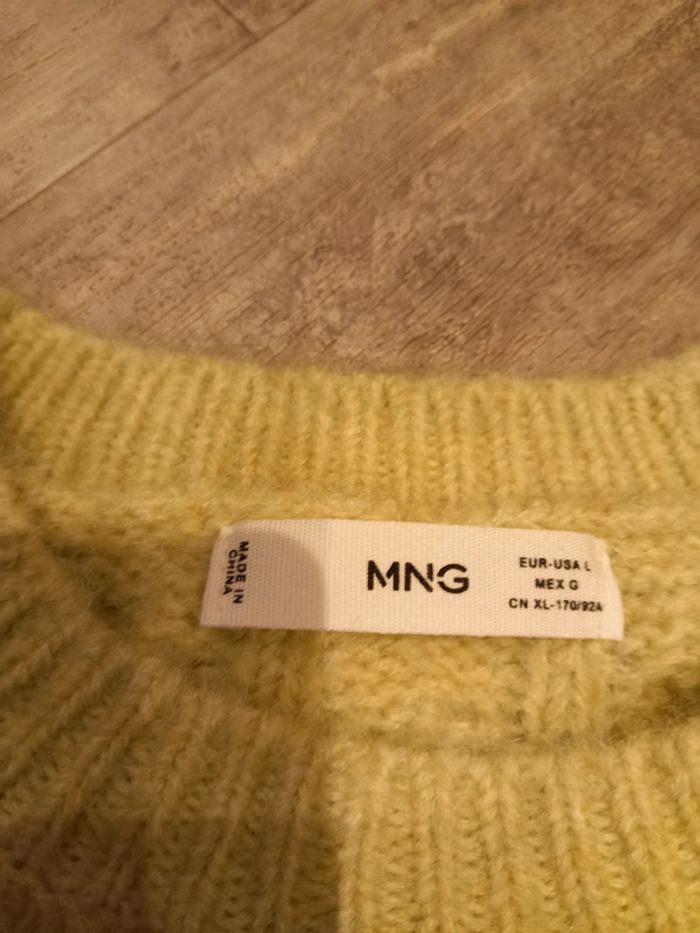 MADE IN
CHINA
MNG
EUR-USA L
MEX G
CN XL-170/92A